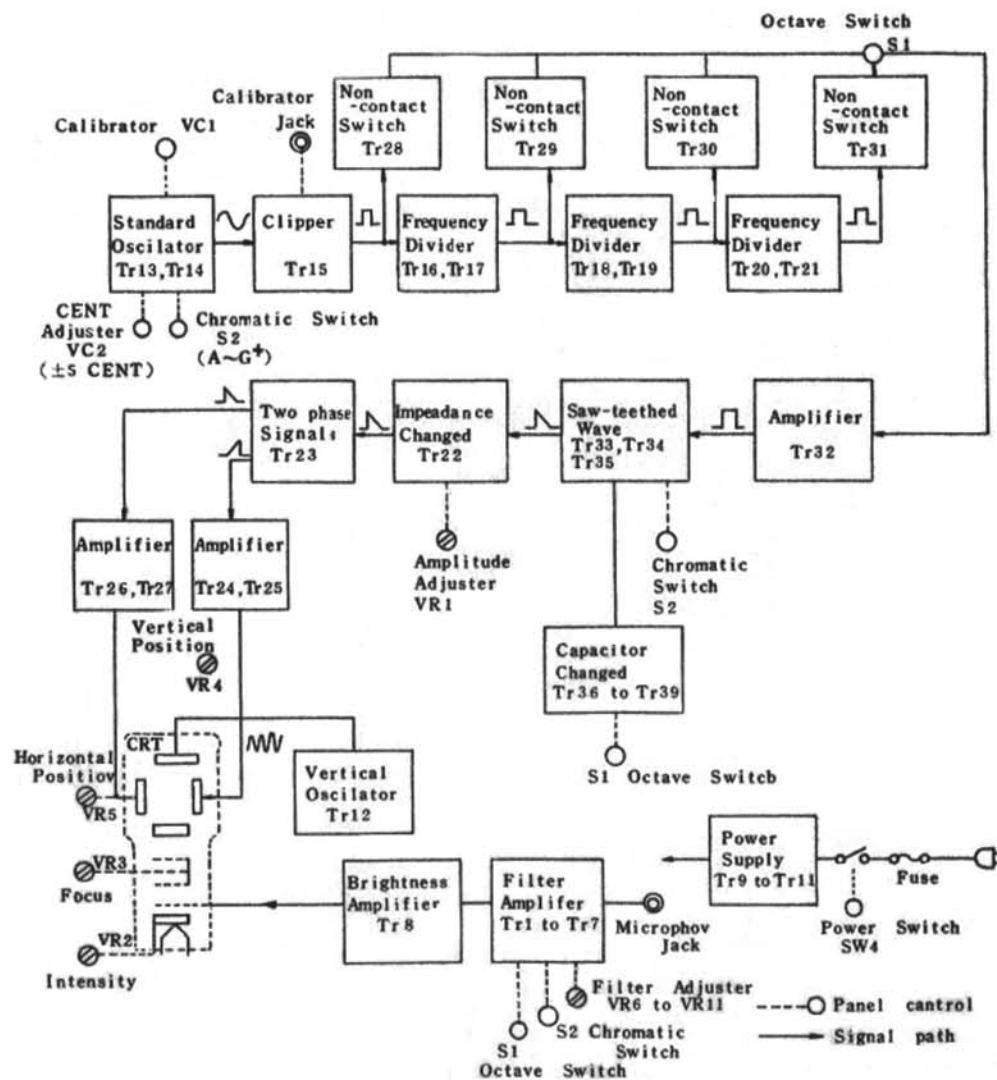 Octave Switch
S1
Non
-contact
Switch
Tr28
Non
-contact
Switch
Tr29
Non
-contact
Switch
Tr30
Non
-contact
Switch
Tr31
Calibrator
VC1
Calibrator
Jack
Standard
Oscilator
Tr13,Tr14
Clipper
Tr15
Frequency
Divider
Tr16,Tr17
Frequency
Divider
Tr18,Tr19
Frequency
Divider
Tr20,Tr21
CENT
Adjuster
VC2
(±5 CENT)
Chromatic Switch
S2
(A~G+)
Two phase
Signals
Tr23
Impedance
Changed
Tr22
Saw-teethed
Wave
Tr33,Tr34
Tr35
Amplifier
Tr32
Amplifier
Tr26,Tr27
Amplifier
Tr24,Tr25
Amplitude
Adjuster
VR1
Chromatic
Switch
S2
Vertical
Position
VR4
Capacitor
Changed
Tr36 to Tr39
S1 Octave Switcb
CRT
Horizontal
Positiov
VR5
Vertical
Oscilator
Tr12
VR3
Focus
VR2
Intensity
Brightness
Amplifier
Tr8
Filter
Amplifer
Tr1 to Tr7
Microphov
Jack
Power
Supply
Tr9 to Tr11
Fuse
Power Switch
SW4
Filter Adjuster
VR6 to VR11
S2 Chromatic
Switch
S1
Octave Switch
Panel cantrol
Signal path